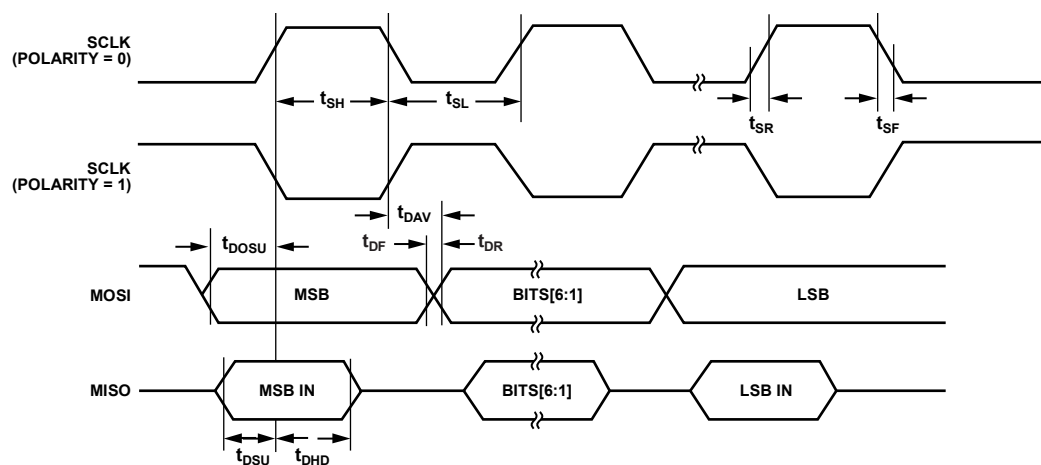 SCLK
(POLARITY = 0)
tSH
tSL
tSR
tSF
SCLK
(POLARITY = 1)
tDAV
tDOSU
tDF
tDR
MOSI
MSB
BITS[6:1]
LSB
MISO
MSB IN
BITS[6:1]
LSB IN
tDSU
tDHD